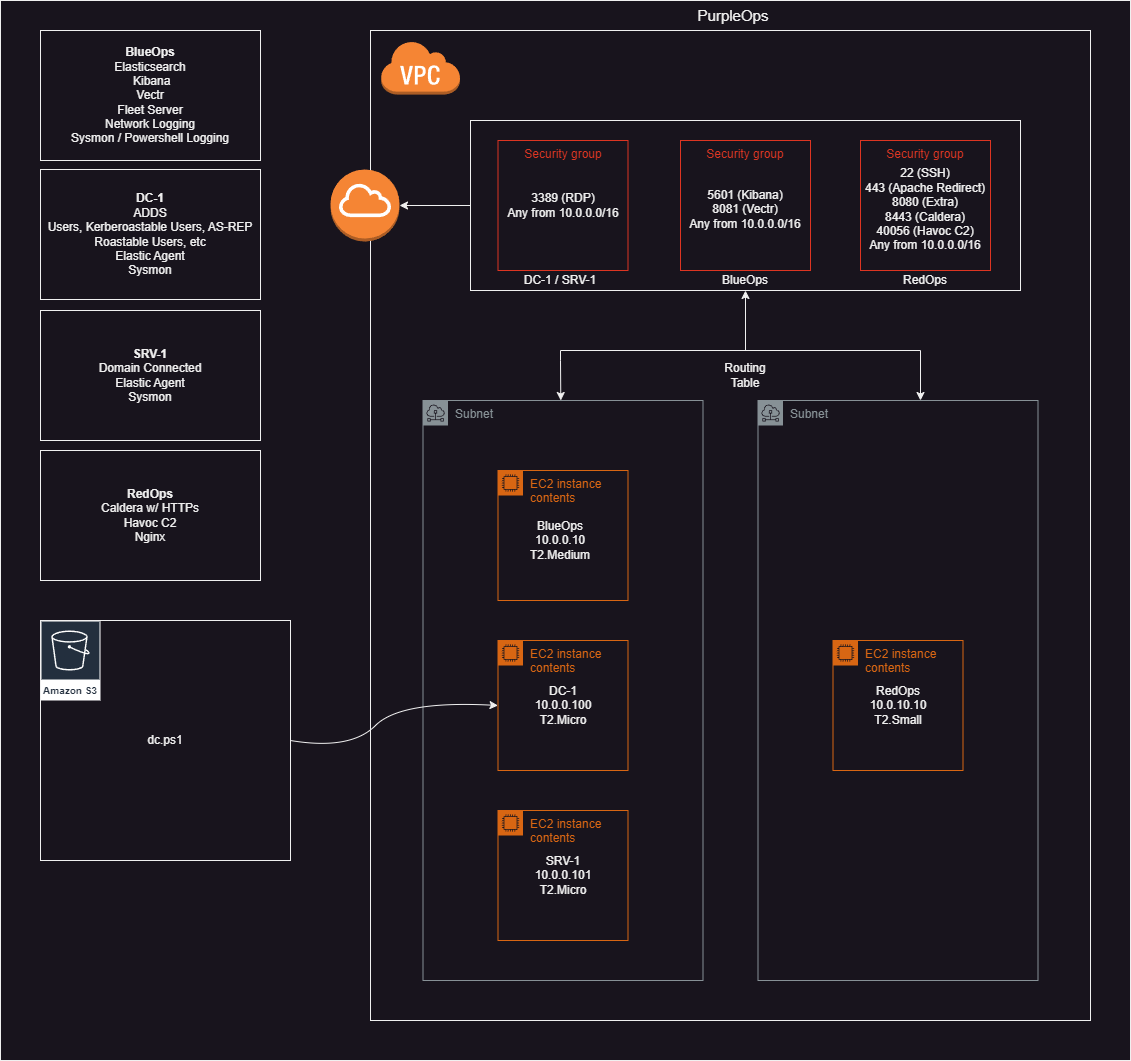 PurpleOps
BlueOps
Elasticsearch
Kibana
Vectr
Fleet Server
Network Logging
Sysmon / Powershell Logging
DC-1
ADDS
Users, Kerberoastable Users, AS-REP
Roastable Users, etc
Elastic Agent
Sysmon
SRV-1
Domain Connected
Elastic Agent
Sysmon
RedOps
Caldera w/ HTTPs
Havoc C2
Nginx
Amazon S3
dc.ps1
VPC
Security group
3389 (RDP)
Any from 10.0.0.0/16
DC-1 / SRV-1
Security group
5601 (Kibana)
8081 (Vectr)
Any from 10.0.0.0/16
BlueOps
Security group
22 (SSH)
443 (Apache Redirect)
8080 (Extra)
8443 (Caldera)
40056 (Havoc C2)
Any from 10.0.0.0/16
RedOps
Routing
Table
Subnet
EC2 instance
contents
BlueOps
10.0.0.10
T2.Medium
EC2 instance
contents
DC-1
10.0.0.100
T2.Micro
EC2 instance
contents
SRV-1
10.0.0.101
T2.Micro
Subnet
EC2 instance
contents
RedOps
10.0.10.10
T2.Small